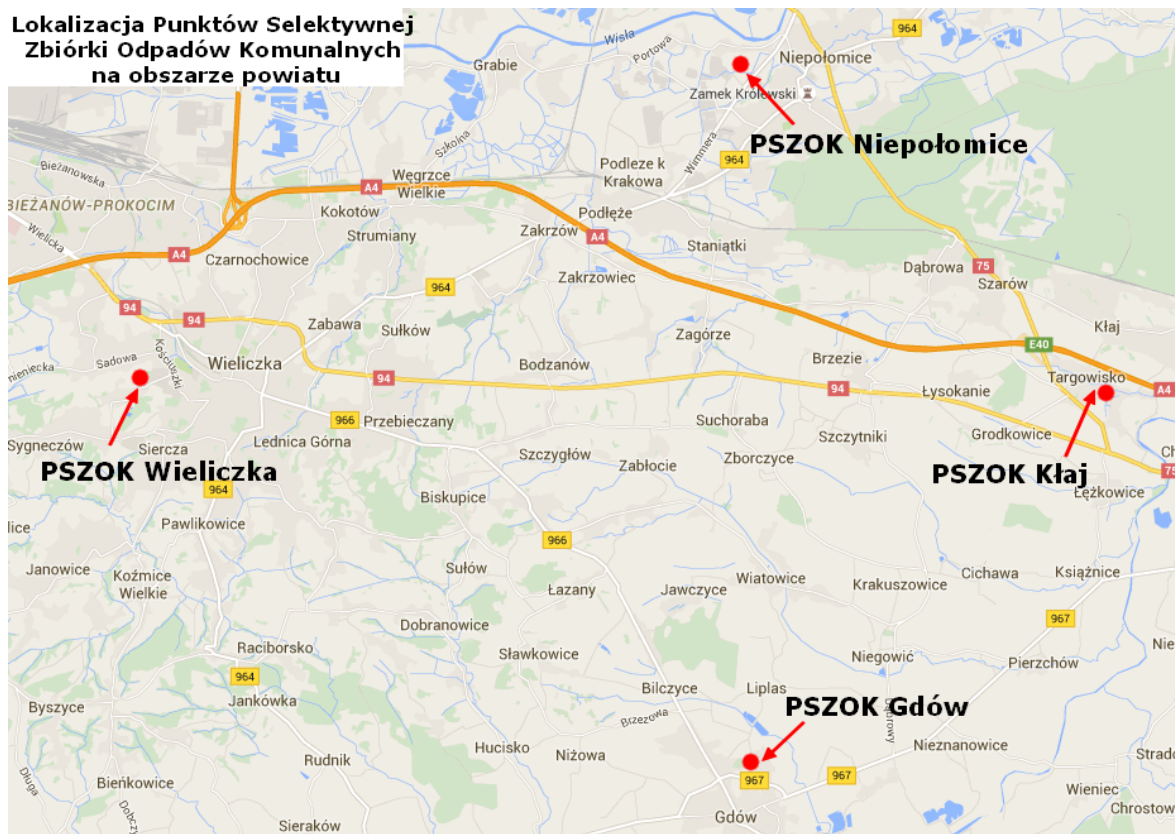 Lokalizacja Punktów Selektywnej
Zbiórki Odpadów Komunalnych
na obszarze powiatu
Wisła
964
Portowa
Niepołomice
Grabie
Zamek Królewski
PSZOK Niepołomice
Szkolna
Wimmera
964
Podleze k
Krakowa
Bieżanowska
Węgrzce
Wielkie
A4
BIEŻANÓW-PROKOCIM
Kokotów
Podłęże
Wielicka
Strumiany
Zakrzów
A4
Staniątki
A4
Czarnochowice
Dąbrowa
75
Zakrzowiec
Szarów
964
94
94
Zabawa
Sułków
Zagórze
Kłaj
E40
Sadowa
Kościuszki
Wieliczka
Bodzanów
Brzezie
mieniecka
94
94
Łysokanie
Targowisko
A4
966
Przebieczany
Suchoraba
Sygneczów
Siercza
Lednica Górna
Szczytniki
Grodkowice
Szczygłów
Zabłocie
Zborczyce
PSZOK Wieliczka
PSZOK Kłaj
75
964
Biskupice
Łężkowice
Pawlikowice
966
Janowice
Koźmice
Wielkie
Sułów
Łazany
Jawczyce
Wiatowice
Krakuszowice
Cichawa
Książnice
Dobranowice
967
Raciborsko
Sławkowice
Niegowić
Pierzchów
964
Jankówka
Bilczyce
Liplas
PSZOK Gdów
Byszyce
Brzezowa
Hucisko
Niżowa
Nieznanowice
Rudnik
967
967
Długa
Bieńkowice
Wieniec
Gdów
Sieraków
Chrostow